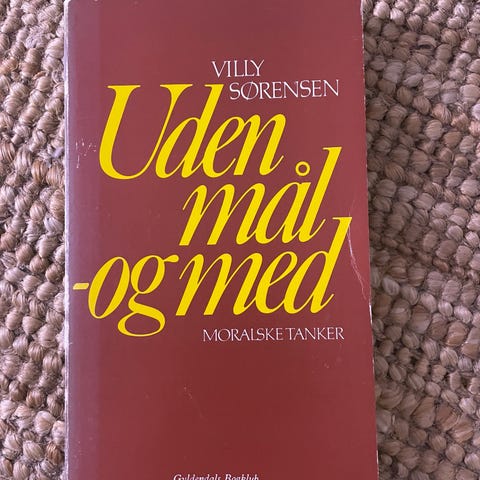 VILLY
SØRENSEN
Uden
mål
-og med
MORALSKE TANKER
Gyldendals Bogklub